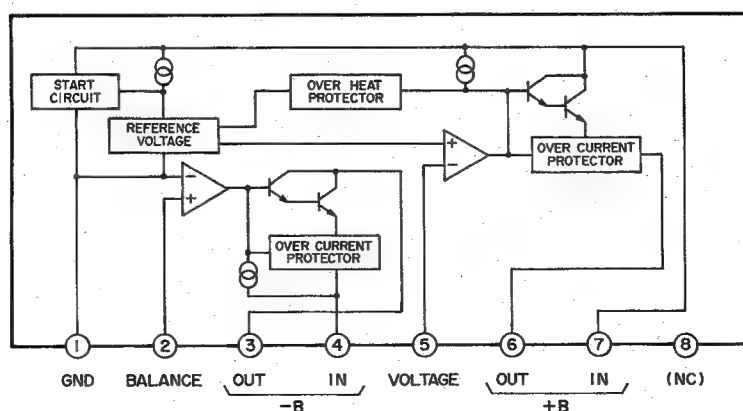 START
CIRCUIT
OVER HEAT
PROTECTOR
REFERENCE
VOLTAGE
+
-
OVER CURRENT
PROTECTOR
-
+
OVER CURRENT
PROTECTOR
1 2 3 4 5 6 7 8
GND BALANCE OUT IN VOLTAGE OUT IN (NC)
-B +B